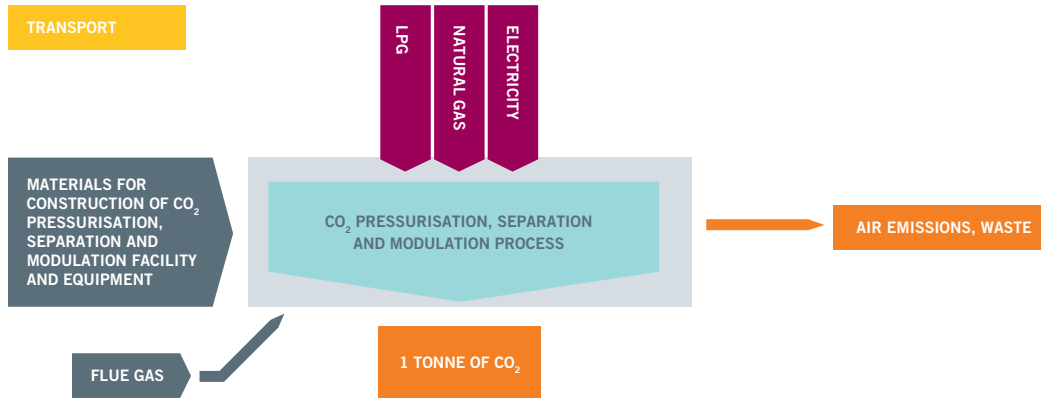 TRANSPORT
LPG
NATURAL GAS
ELECTRICITY
MATERIALS FOR
CONSTRUCTION OF CO₂
PRESSURISATION,
SEPARATION AND
MODULATION FACILITY
AND EQUIPMENT
CO₂ PRESSURISATION, SEPARATION
AND MODULATION PROCESS
AIR EMISSIONS, WASTE
FLUE GAS
1 TONNE OF CO₂